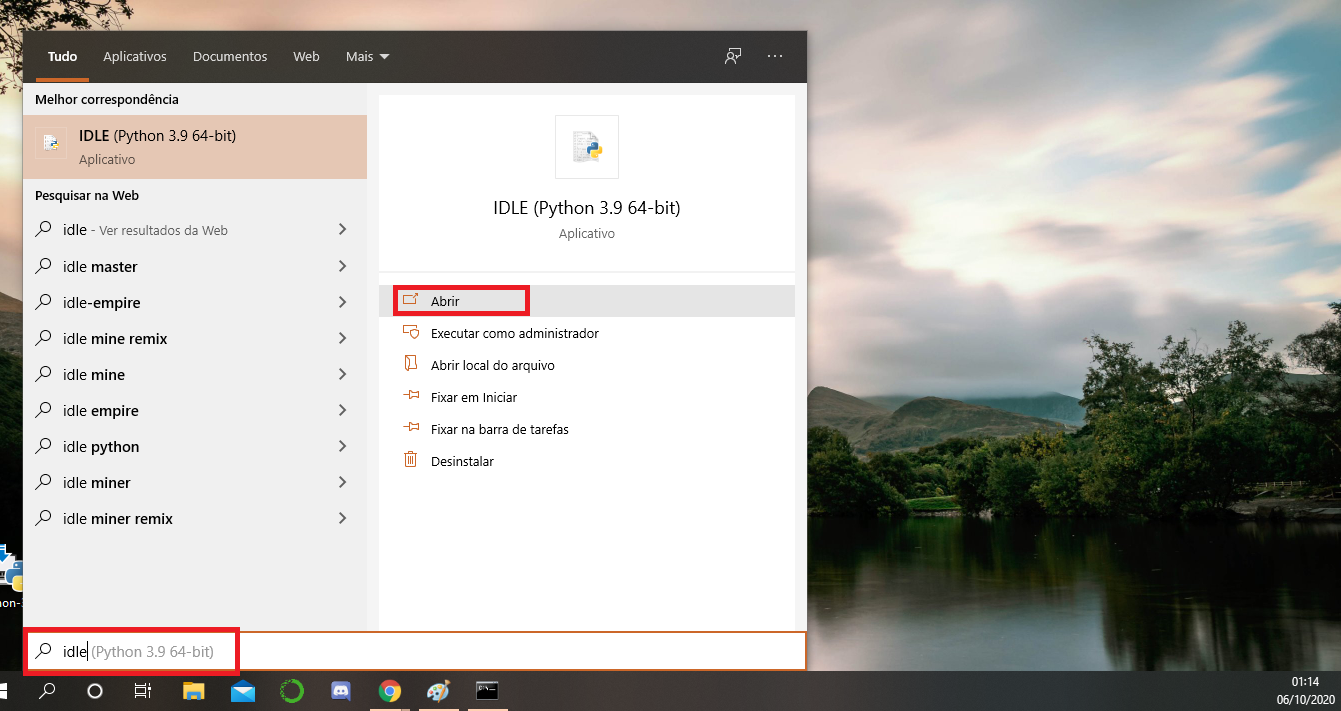 Tudo Aplicativos Documentos Web Mais
Melhor correspondência
IDLE (Python 3.9 64-bit)
Aplicativo
Pesquisar na Web
idle - Ver resultados da Web
idle master
idle-empire
idle mine remix
idle mine
idle empire
idle python
idle miner
idle miner remix
IDLE (Python 3.9 64-bit)
Aplicativo
Abrir
Executar como administrador
Abrir local do arquivo
Fixar em Iniciar
Fixar na barra de tarefas
Desinstalar
idle (Python 3.9 64-bit)
01:14
06/10/2020